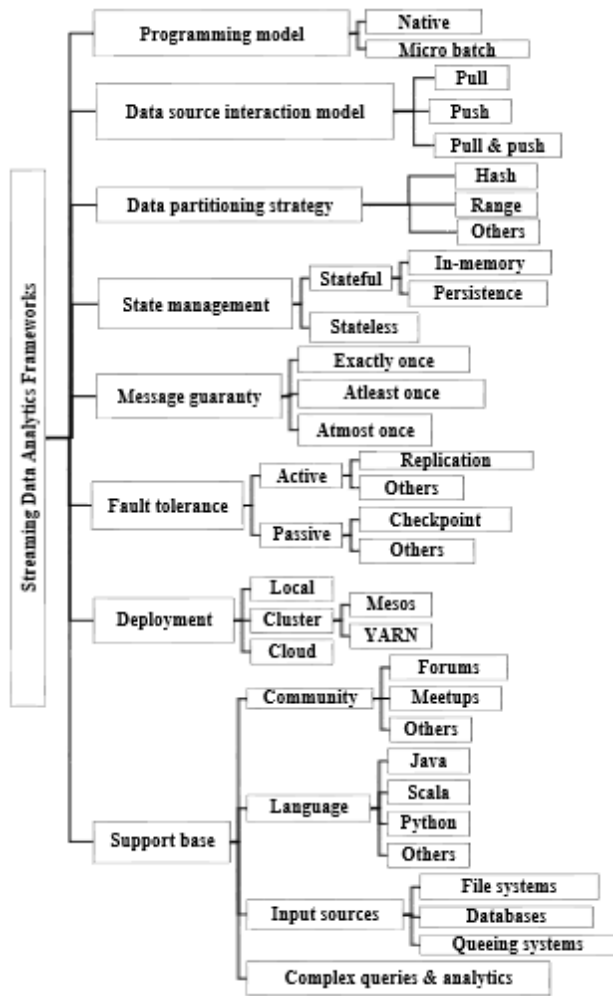 Streaming Data Analytics Frameworks
Programming model
Native
Micro batch
Data source interaction model
Pull
Push
Pull & push
Data partitioning strategy
Hash
Range
Others
State management
Stateful
In-memory
Persistence
Stateless
Message guaranty
Exactly once
Atleast once
Atmost once
Fault tolerance
Active
Replication
Others
Passive
Checkpoint
Others
Deployment
Local
Cluster
Mesos
YARN
Cloud
Support base
Community
Forums
Meetups
Others
Language
Java
Scala
Python
Others
Input sources
File systems
Databases
Queeing systems
Complex queries & analytics